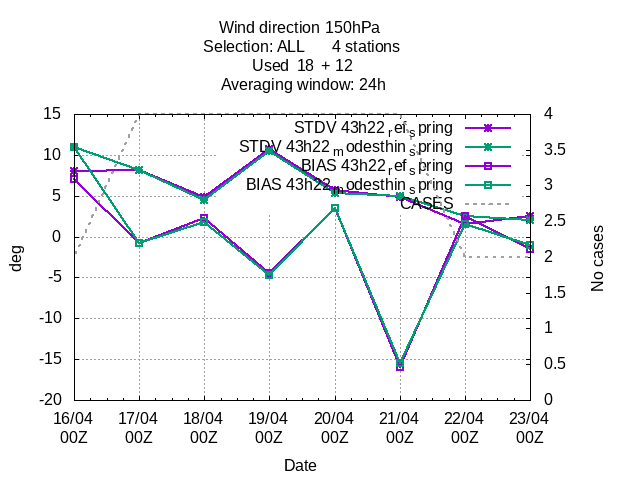 Wind direction 150hPa
Selection: ALL 4 stations
Used 18 + 12
Averaging window: 24h
STDV 43h22_ref_spring
STDV 43h22_modesthin_spring
BIAS 43h22_ref_spring
BIAS 43h22_modesthin_spring
CASES
15
10
5
0
-5
-10
-15
-20
deg
4
3.5
3
2.5
2
1.5
1
0.5
0
No cases
16/04 17/04 18/04 19/04 20/04 21/04 22/04 23/04
00Z 00Z 00Z 00Z 00Z 00Z 00Z 00Z
Date